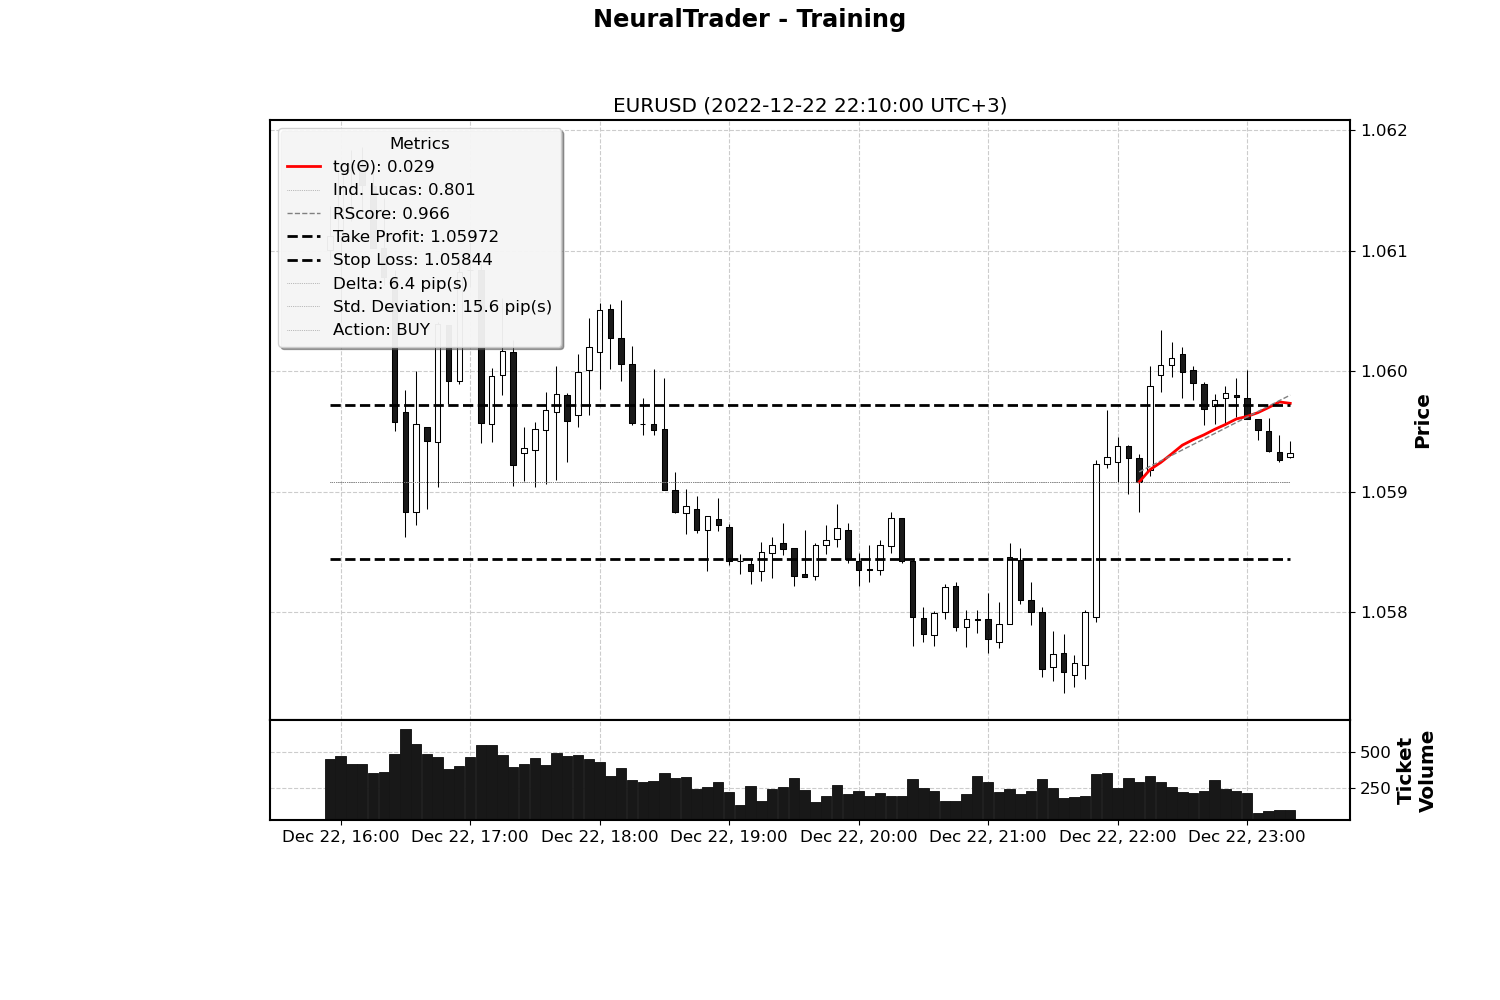 NeuralTrader - Training
EURUSD (2022-12-22 22:10:00 UTC+3)
Metrics
tg(Θ): 0.029
Ind. Lucas: 0.801
RScore: 0.966
Take Profit: 1.05972
Stop Loss: 1.05844
Delta: 6.4 pip(s)
Std. Deviation: 15.6 pip(s)
Action: BUY
1.062
1.061
1.060
1.059
1.058
Price
500
250
Ticket
Volume
Dec 22, 16:00 Dec 22, 17:00 Dec 22, 18:00 Dec 22, 19:00 Dec 22, 20:00 Dec 22, 21:00 Dec 22, 22:00 Dec 22, 23:00